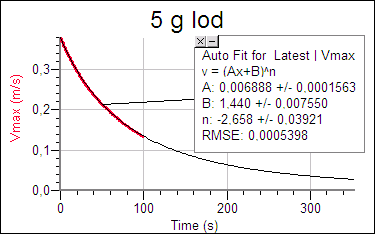 5 g lod
Auto Fit for Latest | Vmax
v = (Ax+B)^n
A: 0.006888 +/- 0.0001563
B: 1.440 +/- 0.007550
n: -2.658 +/- 0.03921
RMSE: 0.0005398
Vmax (m/s)
0,3
0,2
0,1
0,0
0
100
200
300
Time (s)